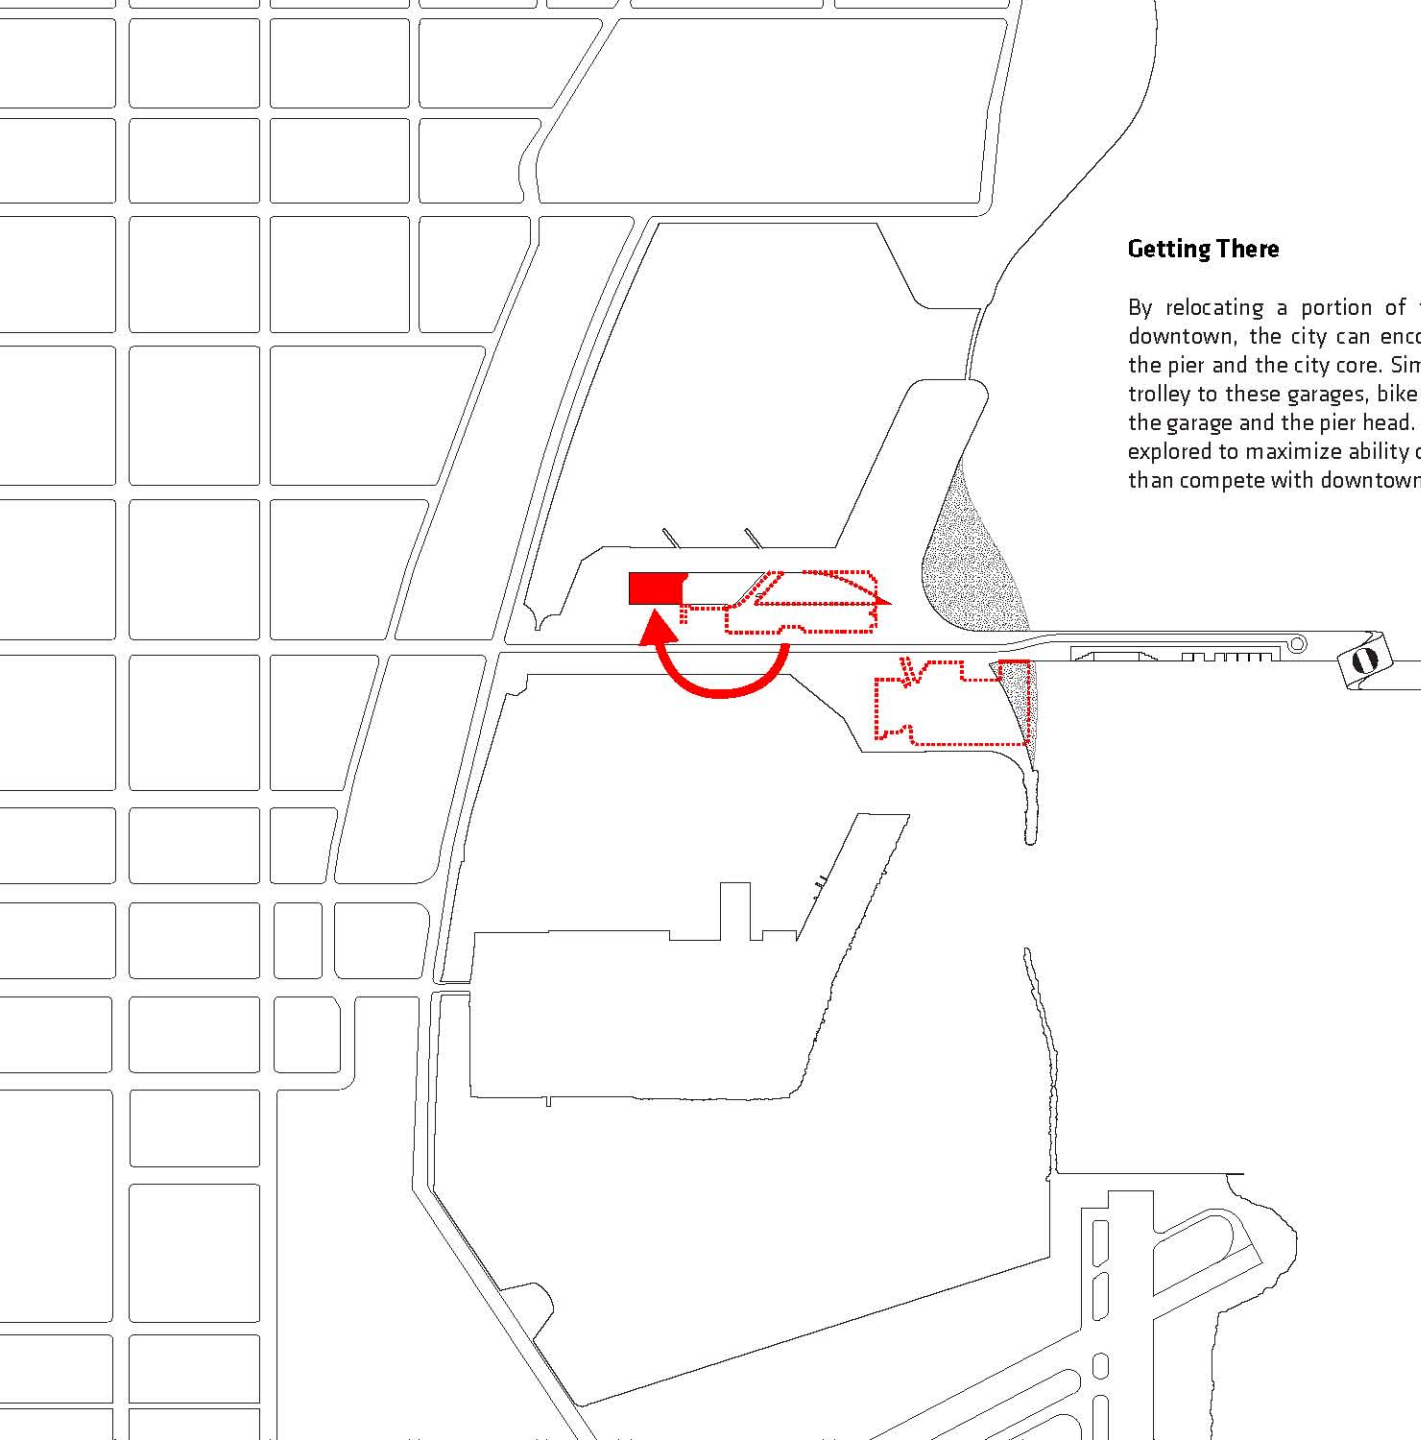 Getting There
By relocating a portion of
downtown, the city can enco
the pier and the city core. Sim
trolley to these garages, bike
the garage and the pier head.
explored to maximize ability o
than compete with downtown